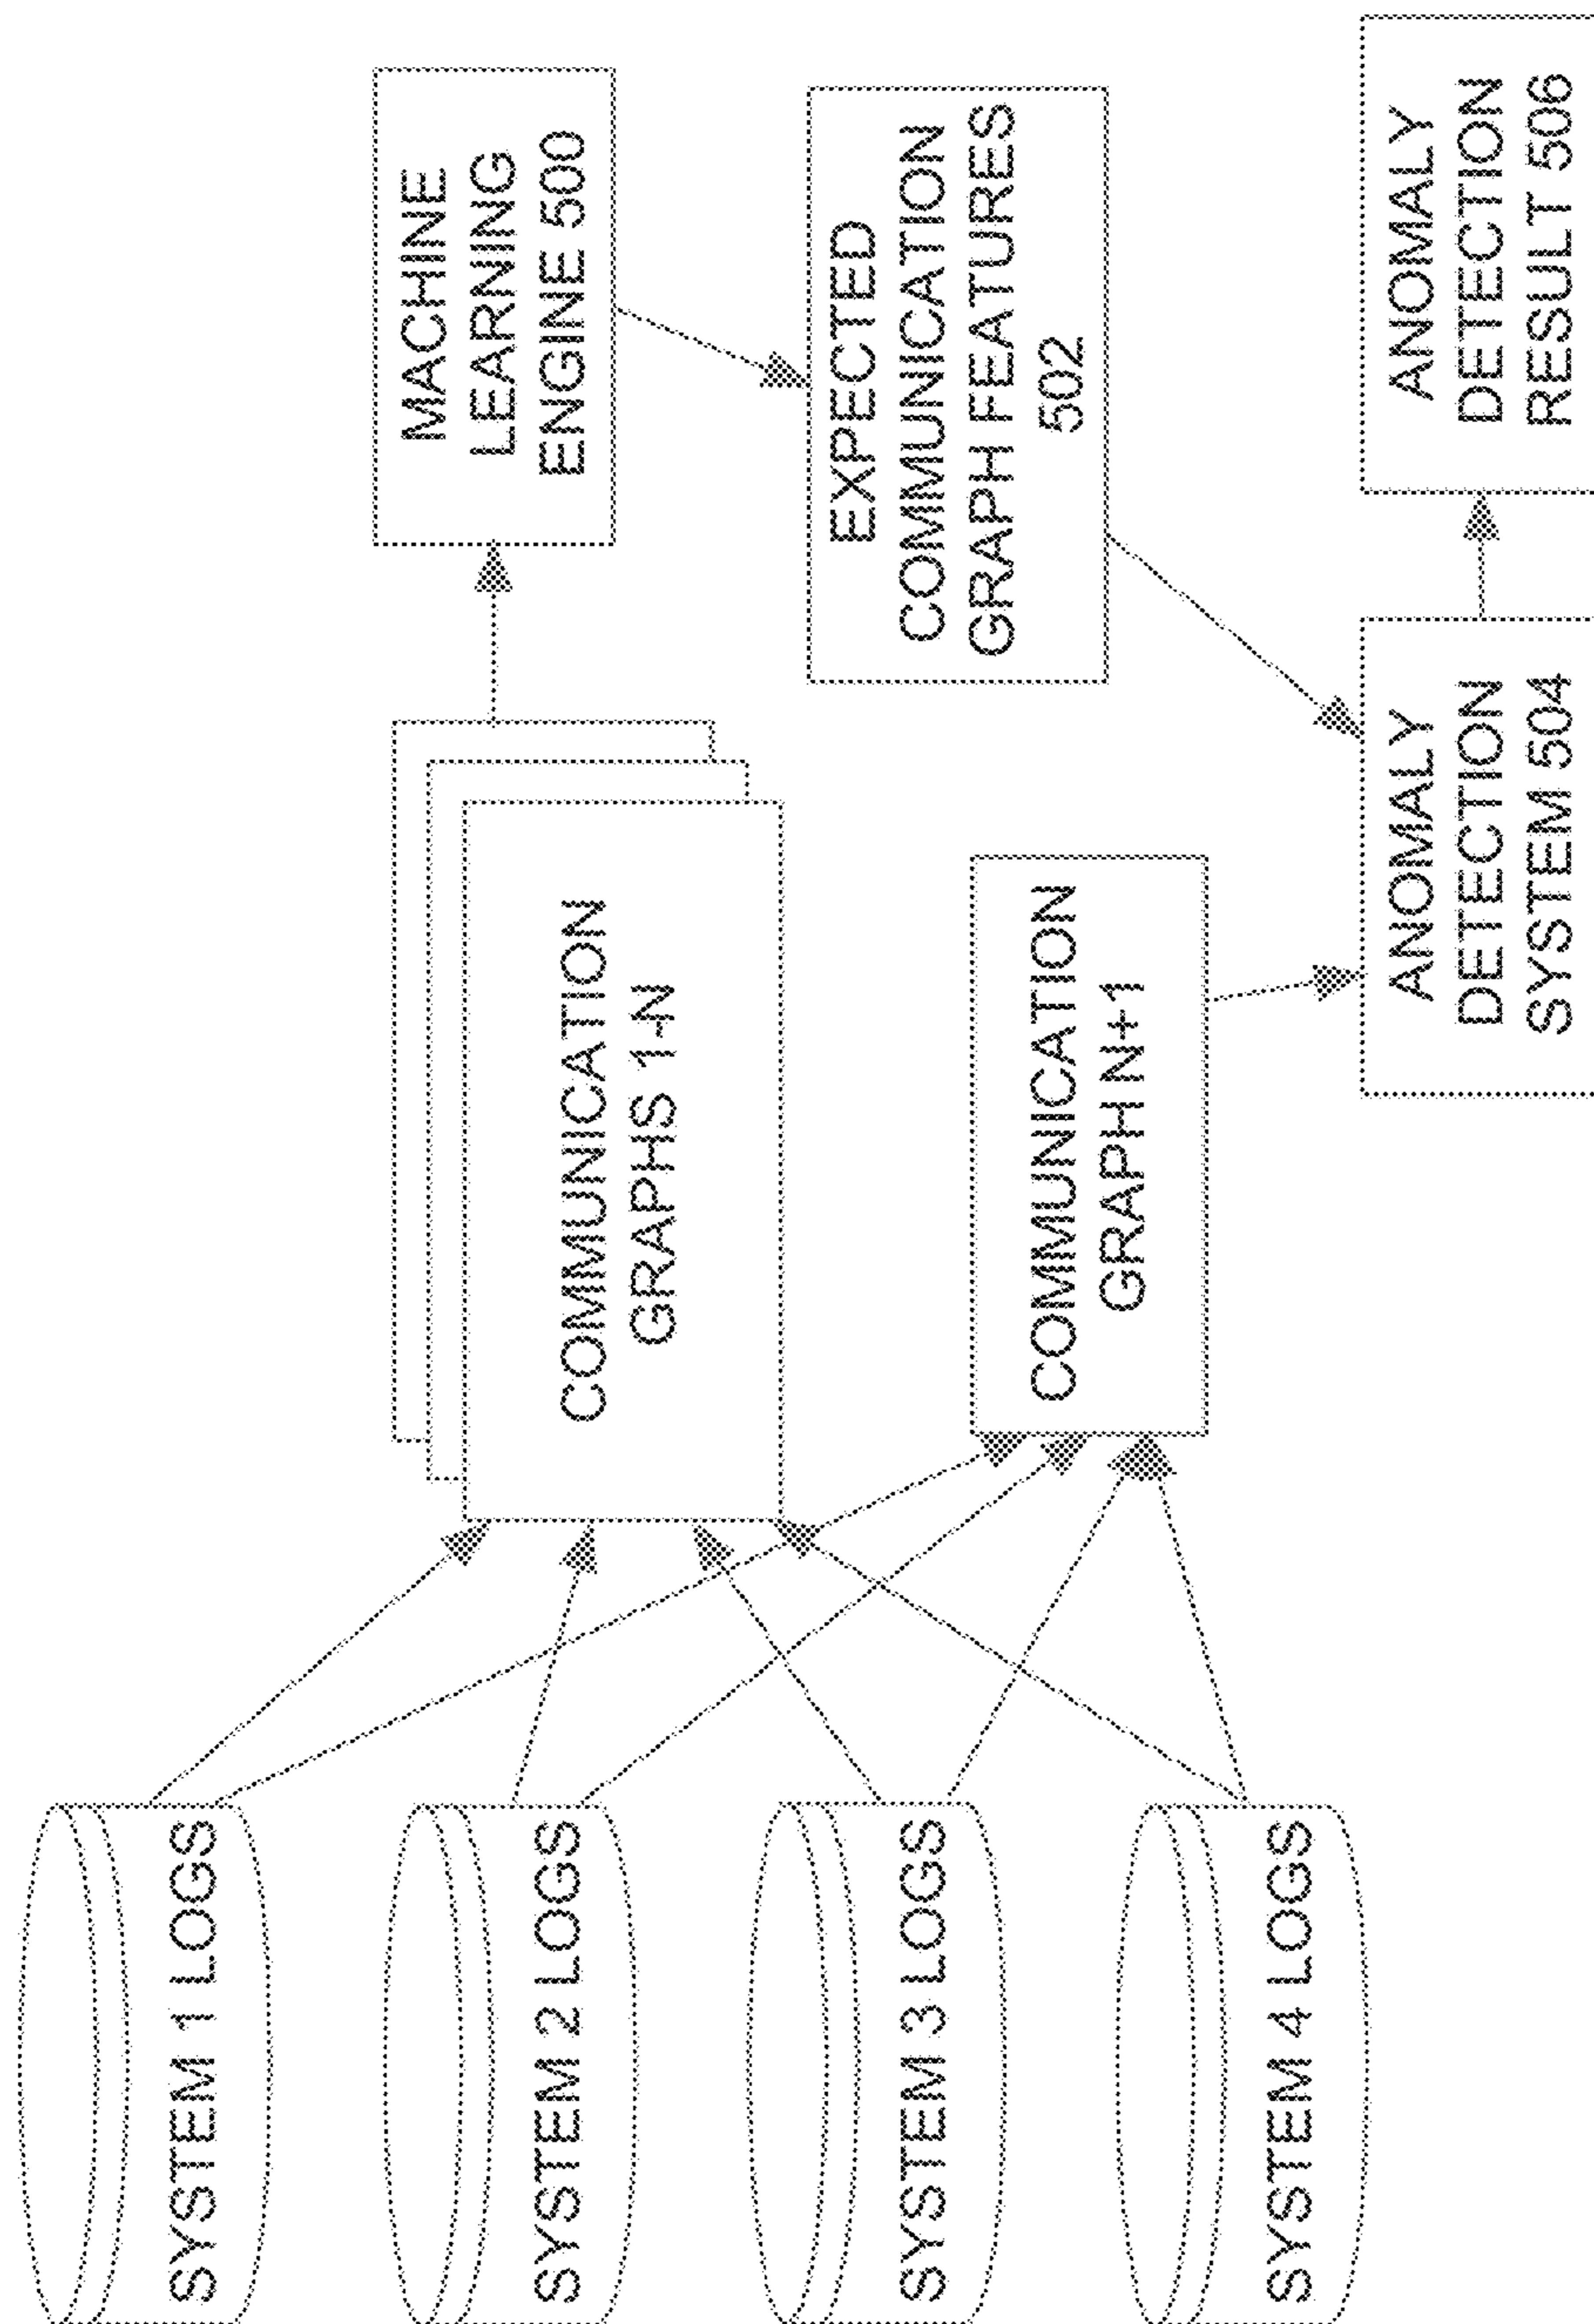 SYSTEM 1 LOGS
SYSTEM 2 LOGS
SYSTEM 3 LOGS
SYSTEM 4 LOGS
COMMUNICATION
GRAPHS 1-N
COMMUNICATION
GRAPH N+1
MACHINE
LEARNING
ENGINE 500
EXPECTED
COMMUNICATION
GRAPH FEATURES
502
ANOMALY
DETECTION
SYSTEM 504
ANOMALY
DETECTION
RESULT 506